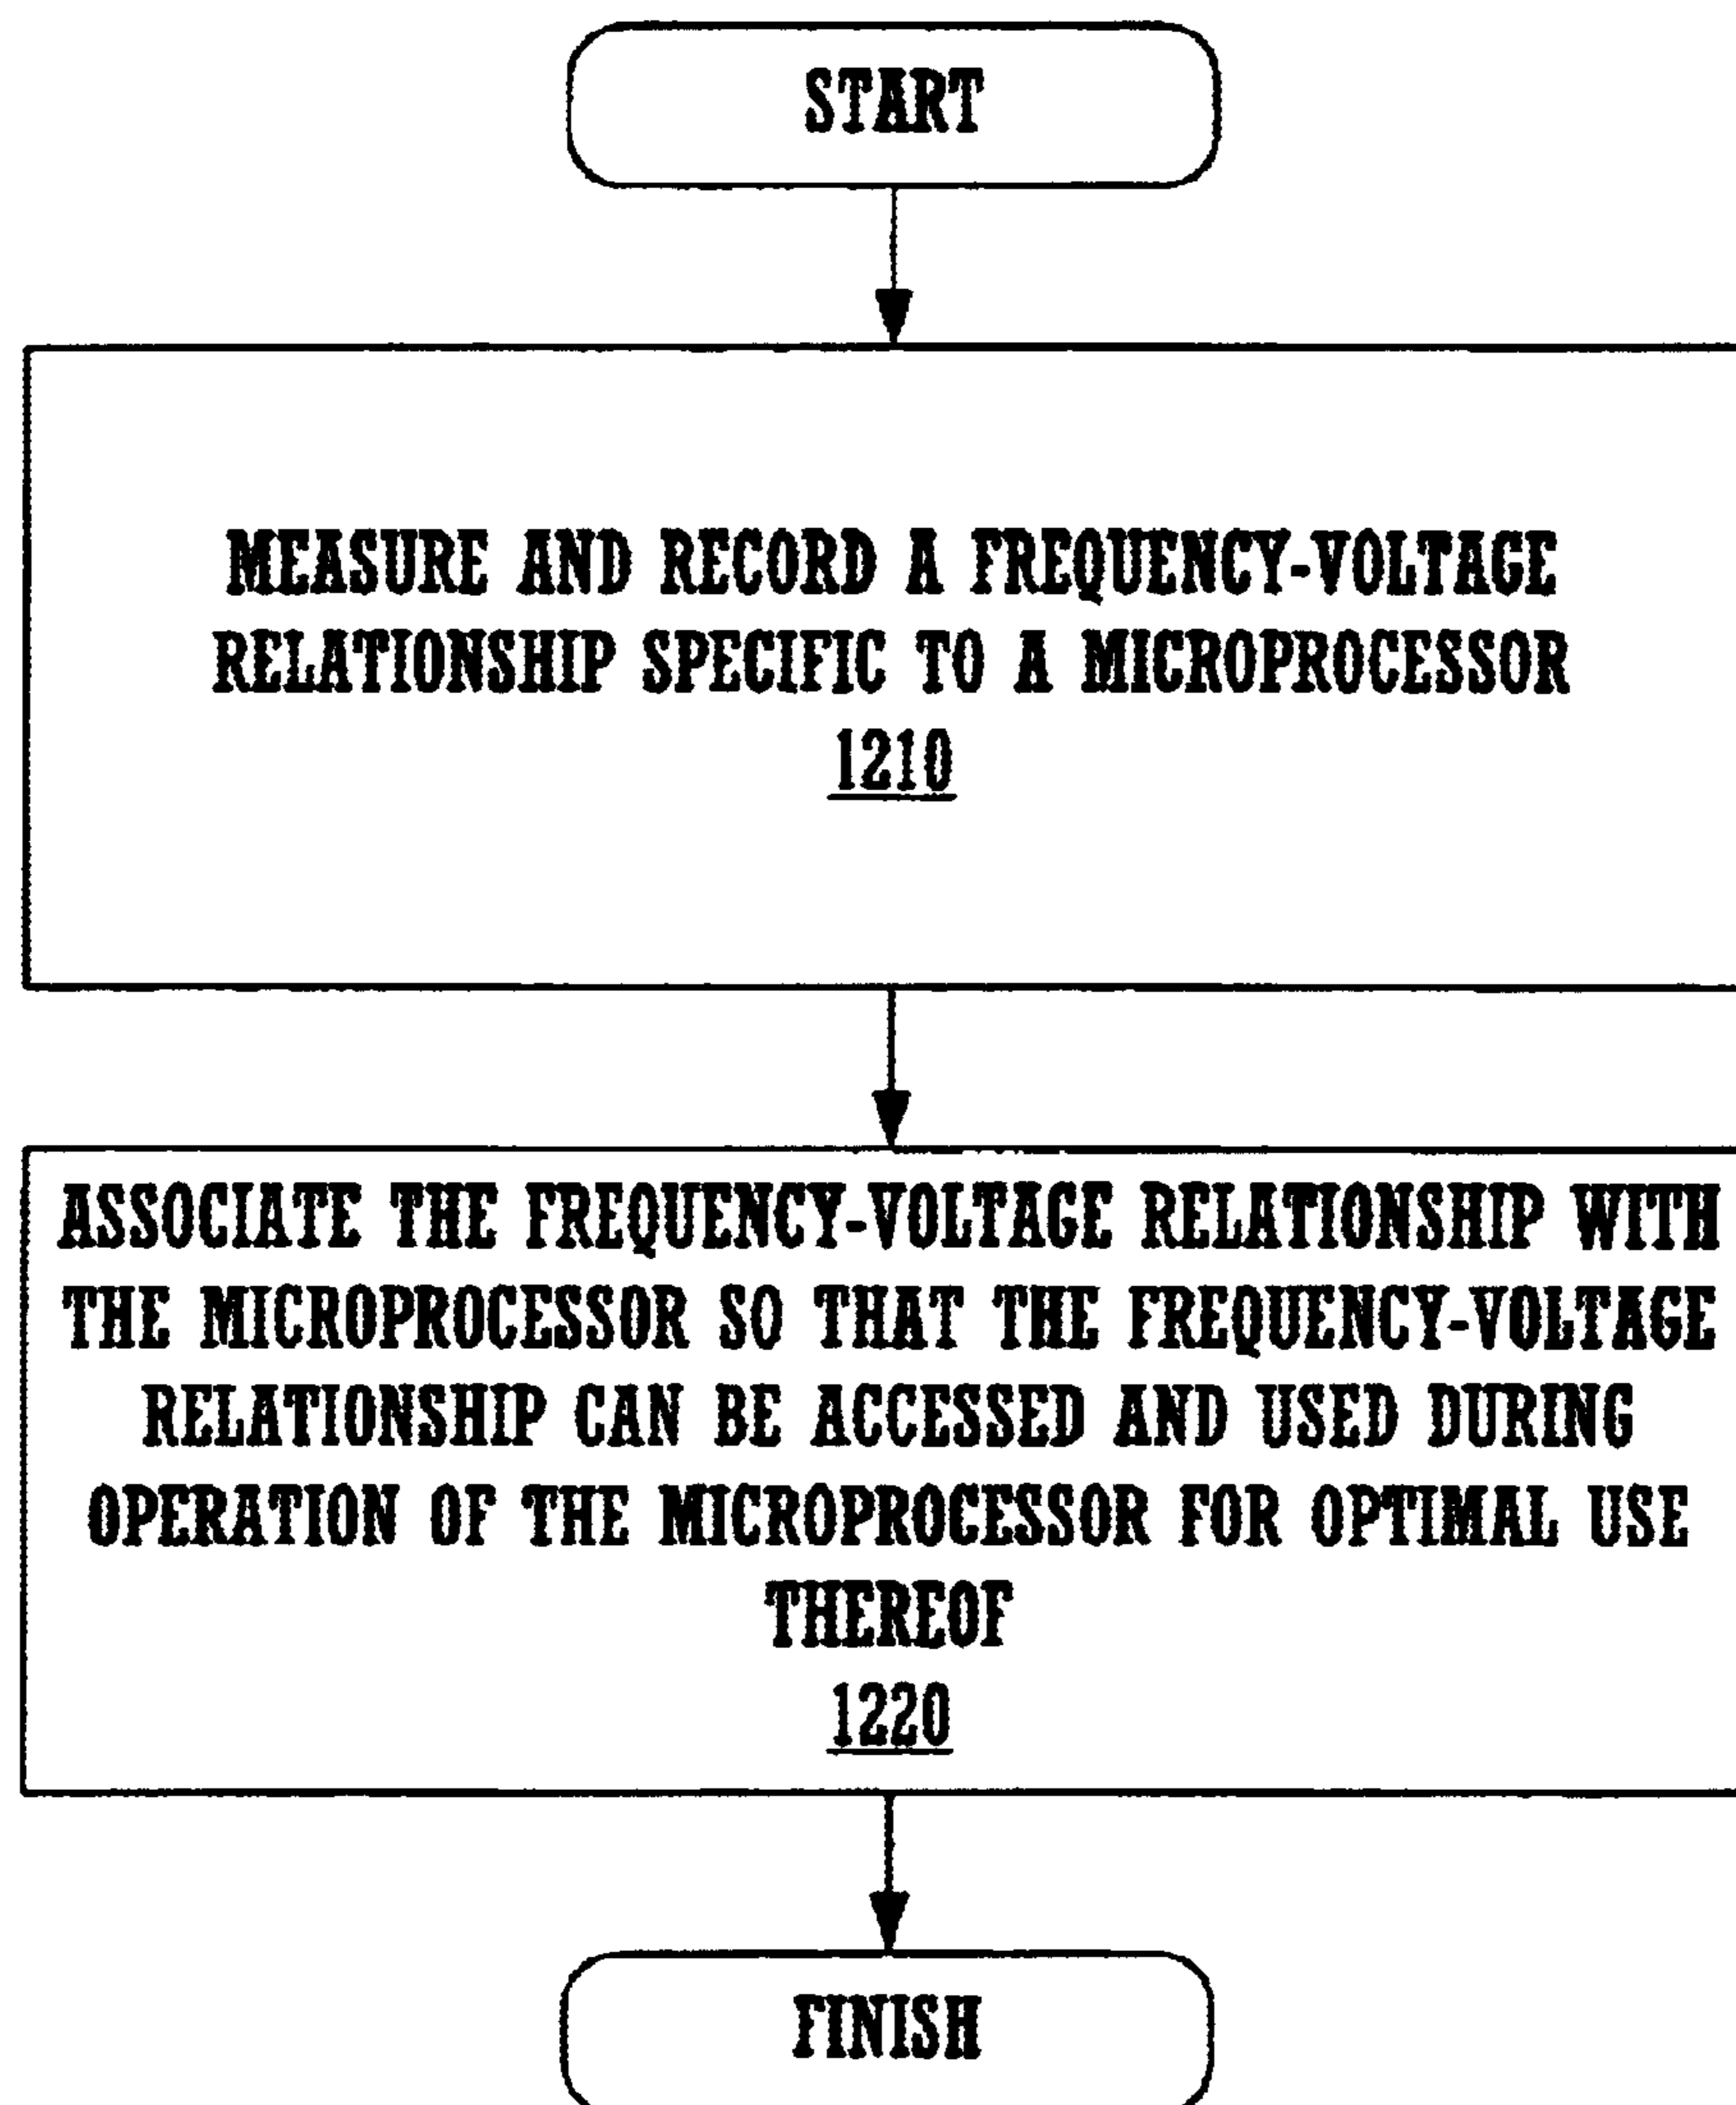 START
MEASURE AND RECORD A FREQUENCY-VOLTAGE
RELATIONSHIP SPECIFIC TO A MICROPROCESSOR
1210
ASSOCIATE THE FREQUENCY-VOLTAGE RELATIONSHIP WITH
THE MICROPROCESSOR SO THAT THE FREQUENCY-VOLTAGE
RELATIONSHIP CAN BE ACCESSED AND USED DURING
OPERATION OF THE MICROPROCESSOR FOR OPTIMAL USE
THEREOF
1220
FINISH